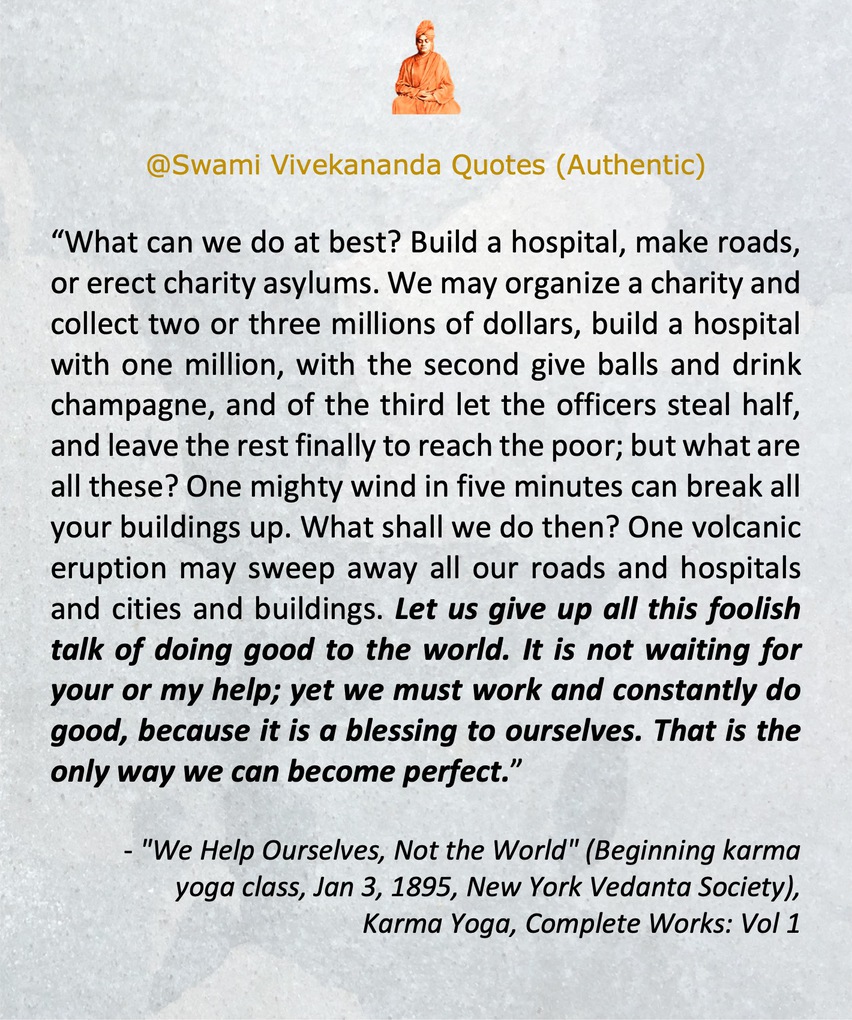 @Swami Vivekananda Quotes (Authentic)
“What can we do at best? Build a hospital, make roads,
or erect charity asylums. We may organize a charity and
collect two or three millions of dollars, build a hospital
with one million, with the second give balls and drink
champagne, and of the third let the officers steal half,
and leave the rest finally to reach the poor; but what are
all these? One mighty wind in five minutes can break all
your buildings up. What shall we do then? One volcanic
eruption may sweep away all our roads and hospitals
and cities and buildings. Let us give up all this foolish
talk of doing good to the world. It is not waiting for
your or my help; yet we must work and constantly do
good, because it is a blessing to ourselves. That is the
only way we can become perfect.”
- "We Help Ourselves, Not the World" (Beginning karma
yoga class, Jan 3, 1895, New York Vedanta Society),
Karma Yoga, Complete Works: Vol 1